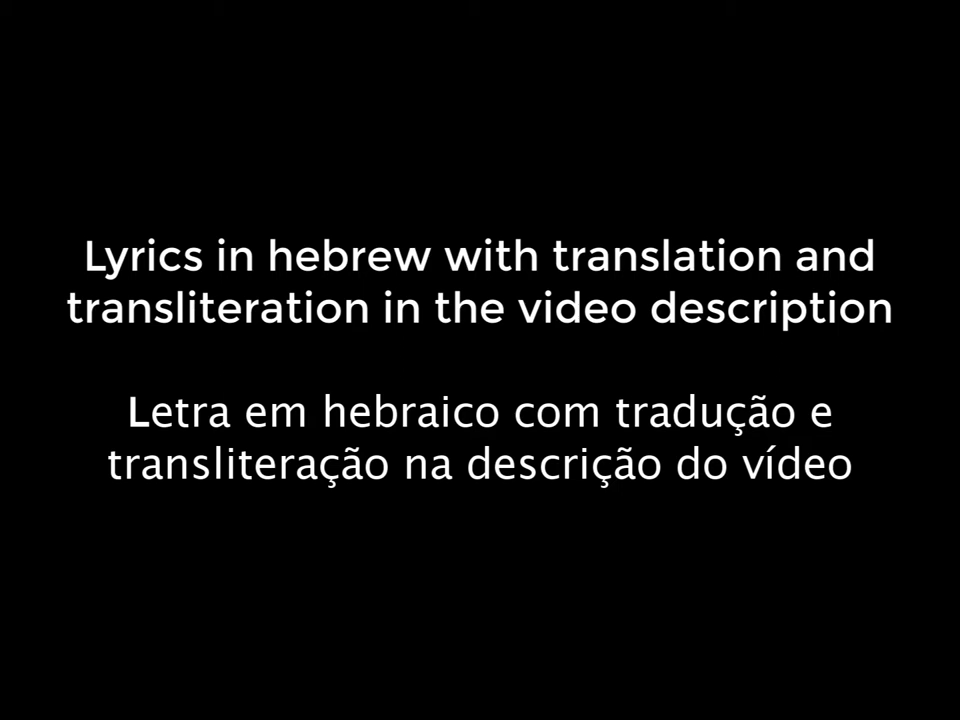 Lyrics in hebrew with translation and
transliteration in the video description
Letra em hebraico com tradução e
transliteração na descrição do vídeo